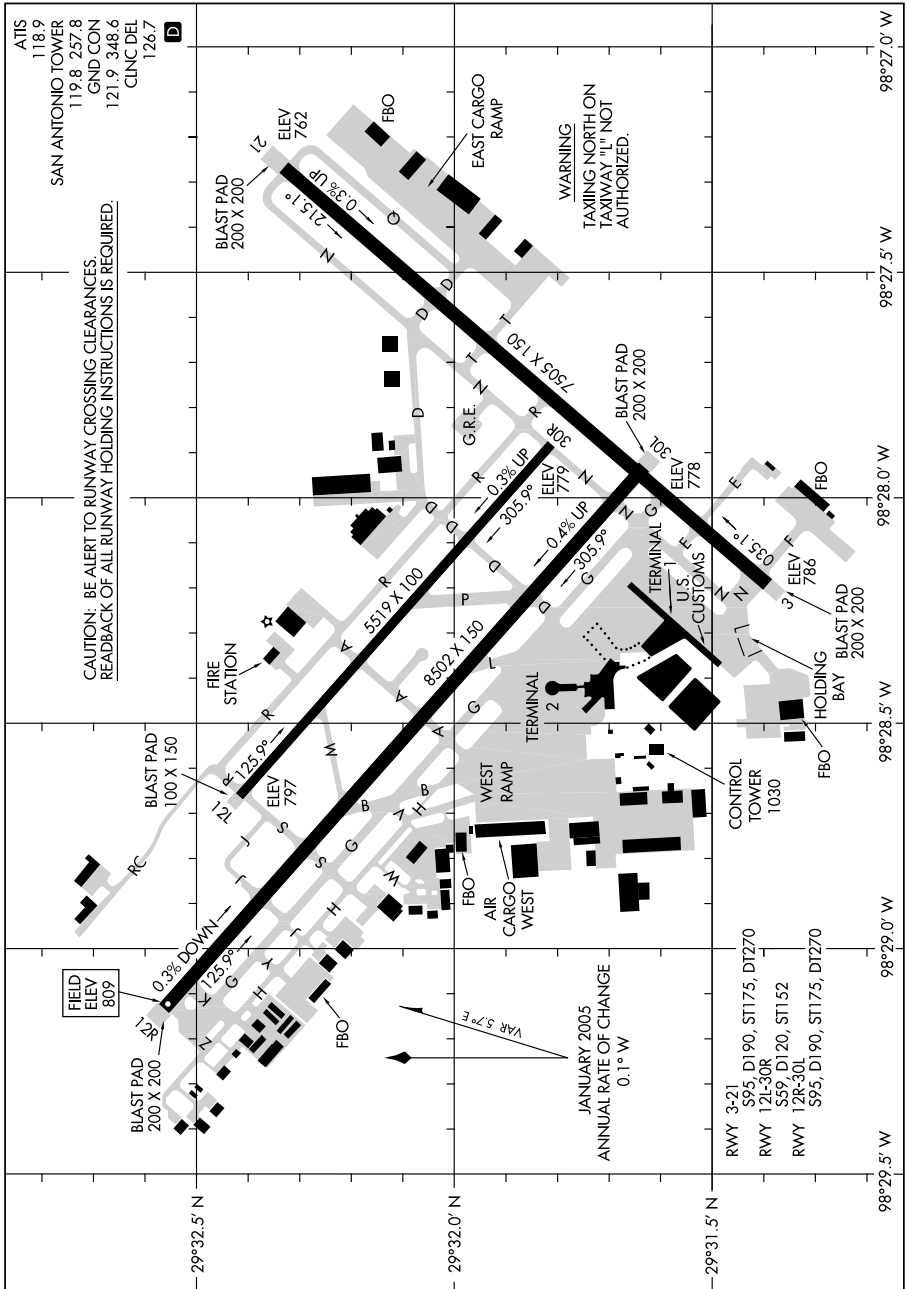 ATIS
118.9
SAN ANTONIO TOWER
119.8 257.8
GND CON
121.9 348.6
CLNC DEL
126.7
D
CAUTION: BE ALERT TO RUNWAY CROSSING CLEARANCES.
READBACK OF ALL RUNWAY HOLDING INSTRUCTIONS IS REQUIRED.
98°27.0' W
98°27.5' W
98°28.0' W
98°28.5' W
98°29.0' W
98°29.5' W
29°32.5' N
29°32.0' N
29°31.5' N
BLAST PAD
200 X 200
21
ELEV
762
215.1°
0.3% UP
FBO
EAST CARGO
RAMP
WARNING
TAXIING NORTH ON
TAXIWAY "L" NOT
AUTHORIZED.
N
Q
D
D
D
T
T
N
G.R.E.
7505 X 150
R
30R
ELEV
779
0.3% UP
305.9°
BLAST PAD
200 X 200
30L
ELEV
778
0.4% UP
305.9°
R
D
D
D
D
R
A
P
5519 X 100
8502 X 150
N
N
N
G
G
E
E
F
FBO
035.1°
ELEV
786
3
BLAST PAD
200 X 200
N
N
TERMINAL
1
U.S.
CUSTOMS
HOLDING
BAY
FBO
TERMINAL
2
CONTROL
TOWER
1030
FIRE
STATION
R
R
BLAST PAD
100 X 150
12L
125.9°
ELEV
797
A
A
L
G
M
B
B
V
H
WEST
RAMP
W
FBO
AIR
CARGO
WEST
RC
J
J
J
S
S
G
H
Y
H
G
K
Z
FIELD
ELEV
809
0.3% DOWN
125.9°
12R
BLAST PAD
200 X 200
FBO
VAR 5.7° E
JANUARY 2005
ANNUAL RATE OF CHANGE
0.1° W
RWY 3-21
S95, D190, ST175, DT270
RWY 12L-30R
S59, D120, ST152
RWY 12R-30L
S95, D190, ST175, DT270